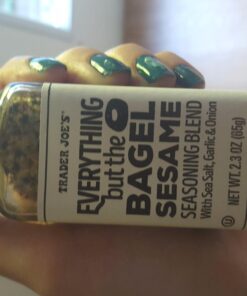 TRADER JOE'S
EVERYTHING
but the
BAGEL
SESAME
SEASONING BLEND
With Sea Salt, Garlic & Onion
NET WT. 2.3 OZ (65g)